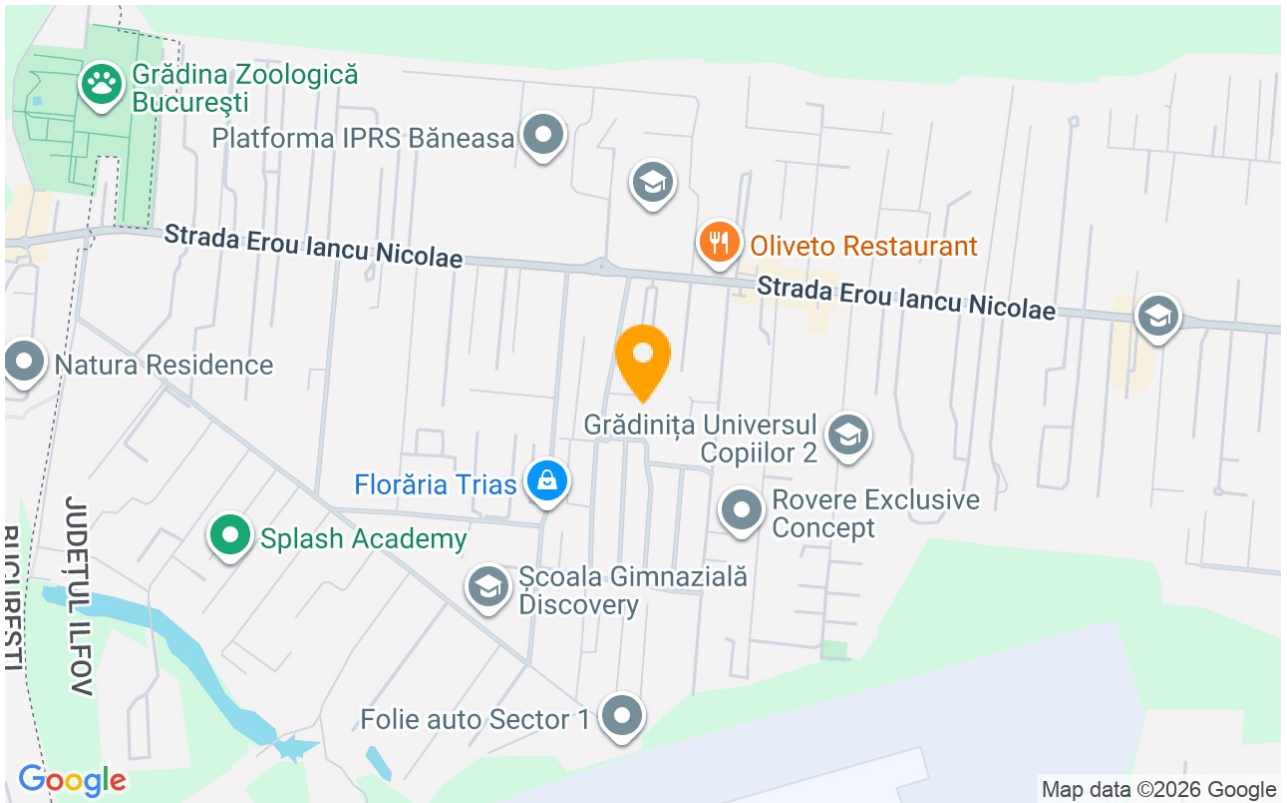 Grădina Zoologică
Bucureşti
Platforma IPRS Băneasa
Strada Erou Iancu Nicolae
Oliveto Restaurant
Strada Erou Iancu Nicolae
Natura Residence
Grădinița Universul
Copiilor 2
Florăria Trias
Rovere Exclusive
Concept
Splash Academy
JUDEȚUL ILFOV
BUCUREȘTI
Școala Gimnazială
Discovery
Folie auto Sector 1
Google
Map data ©2026 Google